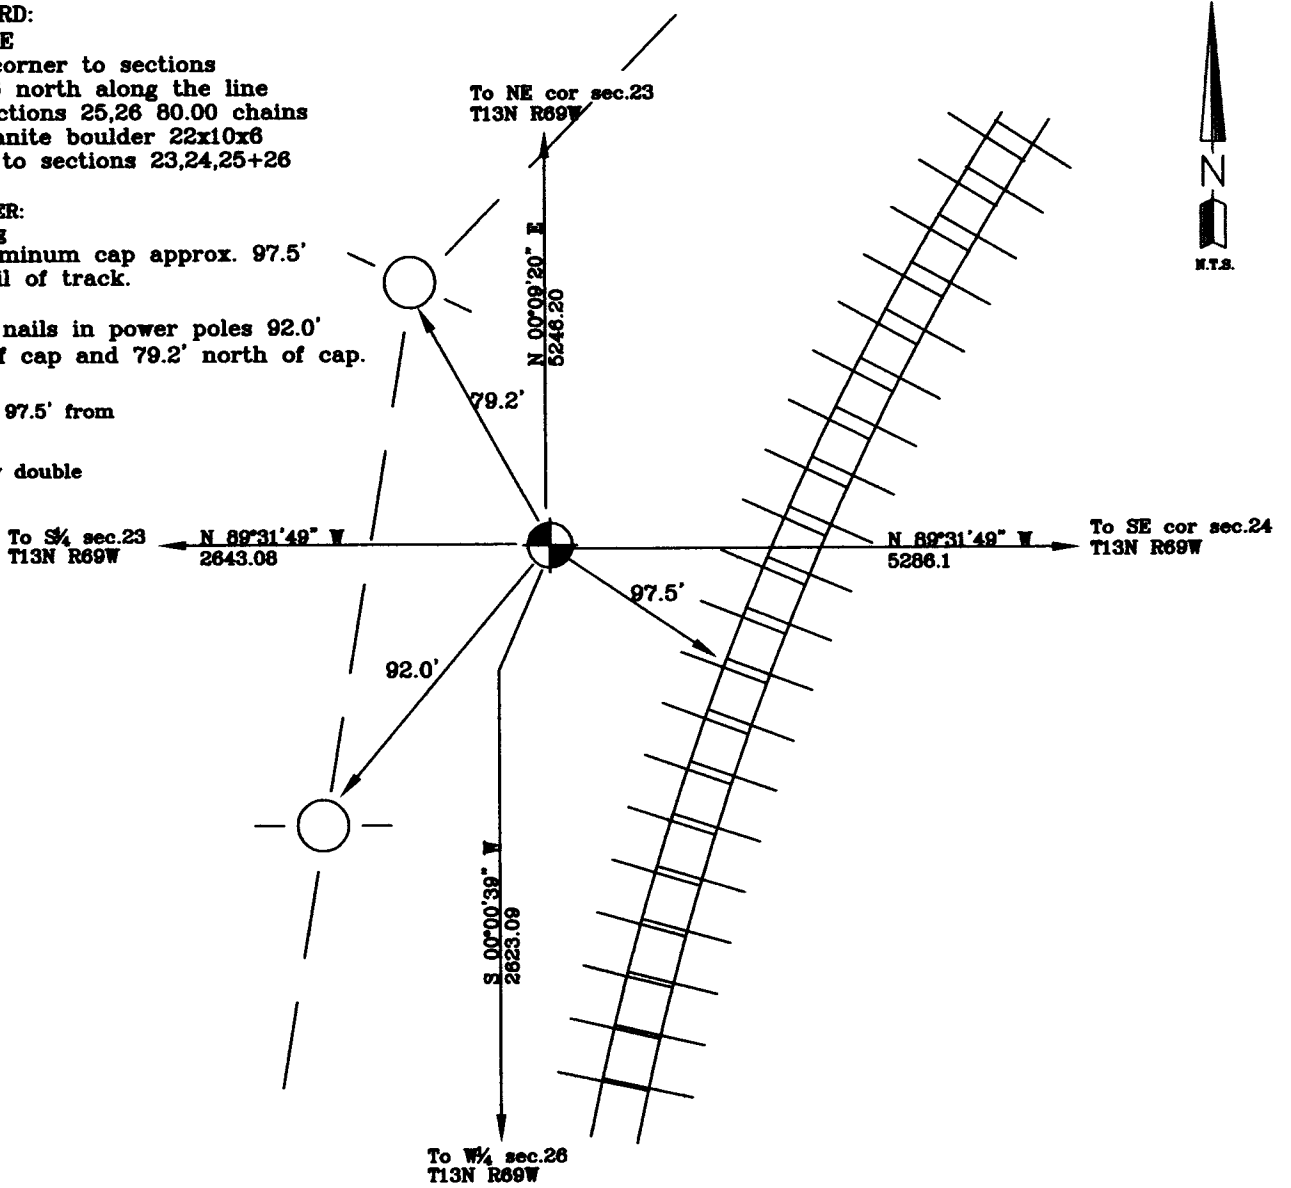 RD:
E
corner to sections
north along the line
ctions 25,26 80.00 chains
anite boulder 22x10x6
to sections 23,24,25+26
ER:
minum cap approx. 97.5'
il of track.
nails in power poles 92.0'
f cap and 79.2' north of cap.
97.5' from
double
To NE cor sec.23
T13N R69W
N 00°09'20" E
5246.20
N
N.T.S.
79.2'
To S¼ sec.23
T13N R69W
N 89°31'49" W
2643.08
N 89°31'49" W
5286.1
To SE cor sec.24
T13N R69W
97.5'
92.0'
S 00°00'39" W
2623.09
To W¼ sec.26
T13N R69W